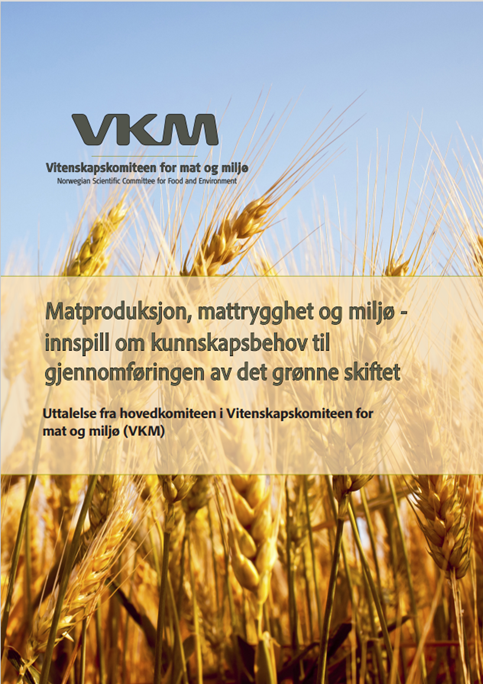 VKM
Vitenskapskomiteen for mat og miljø
Norwegian Scientific Committee for Food and Environment
Matproduksjon, mattrygghet og miljø -
innspill om kunnskapsbehov til
gjennomføringen av det grønne skiftet
Uttalelse fra hovedkomiteen i Vitenskapskomiteen for
mat og miljø (VKM)